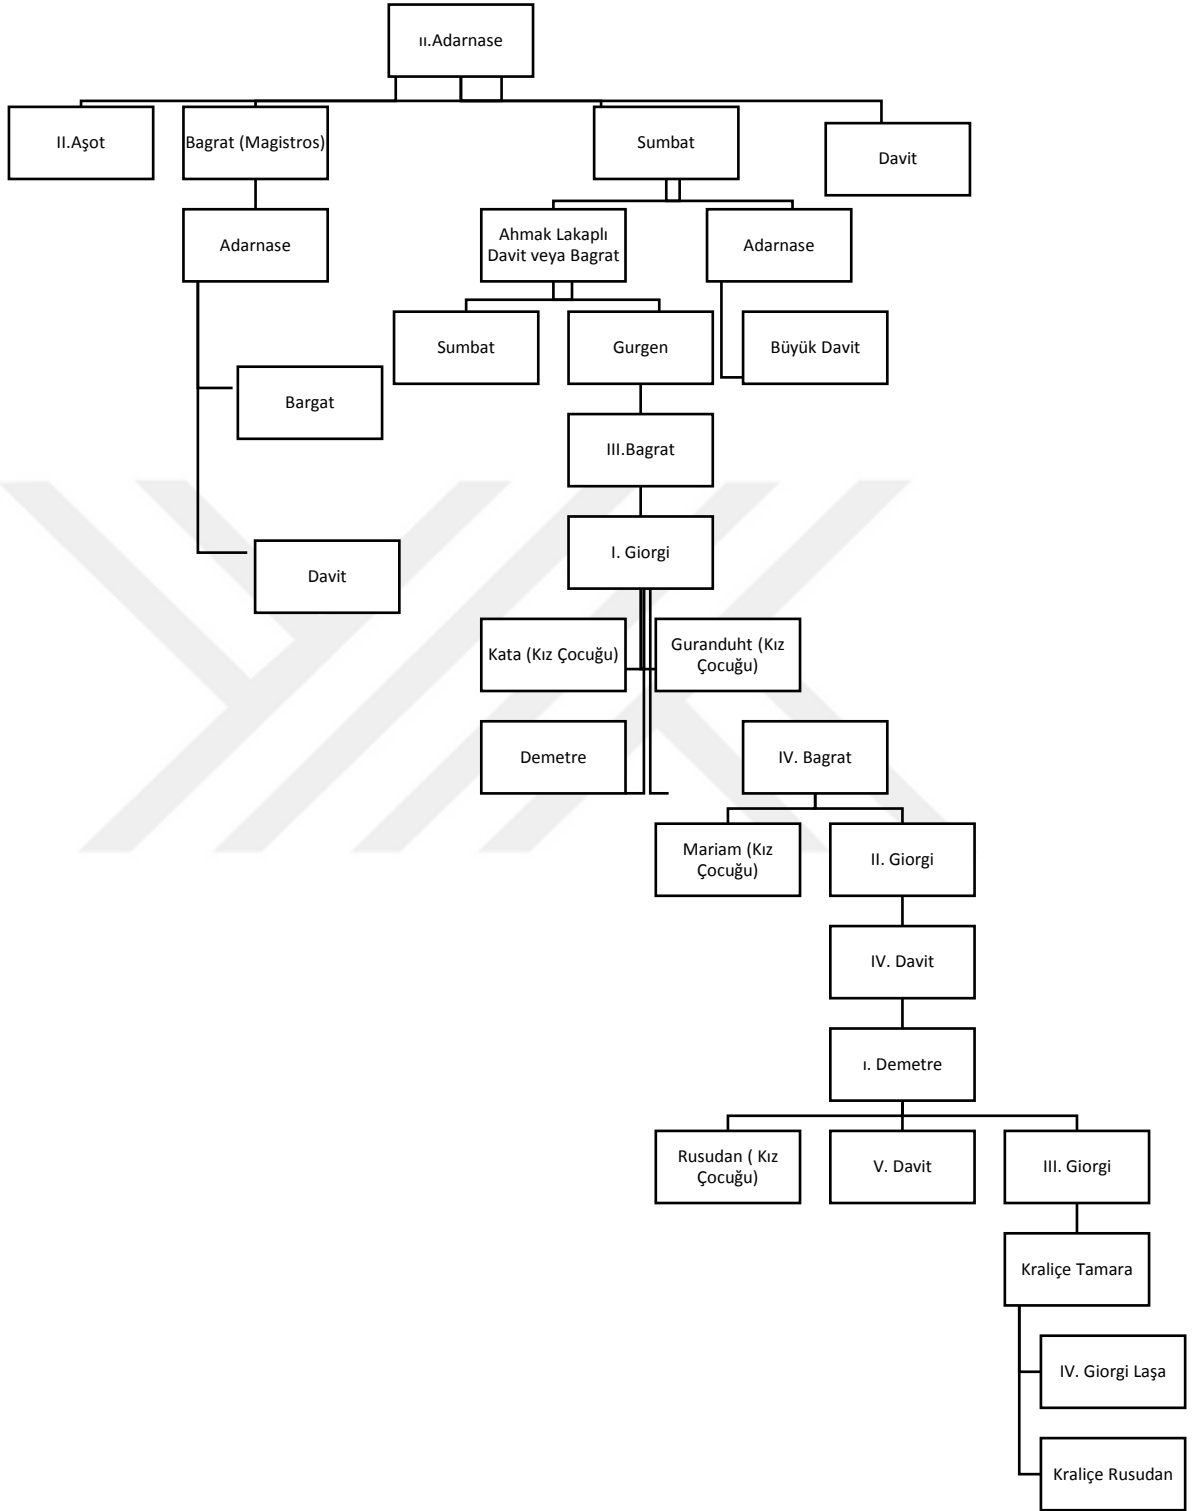 ıı.Adarnase
II.Aşot
Bagrat (Magistros)
Sumbat
Davit
Adarnase
Ahmak Lakaplı
Davit veya Bagrat
Adarnase
Sumbat
Gurgen
Büyük Davit
Bargat
III.Bagrat
I. Giorgi
Davit
Kata (Kız Çocuğu)
Guranduht (Kız
Çocuğu)
Demetre
IV. Bagrat
Mariam (Kız
Çocuğu)
II. Giorgi
IV. Davit
ı. Demetre
Rusudan ( Kız
Çocuğu)
V. Davit
III. Giorgi
Kraliçe Tamara
IV. Giorgi Laşa
Kraliçe Rusudan